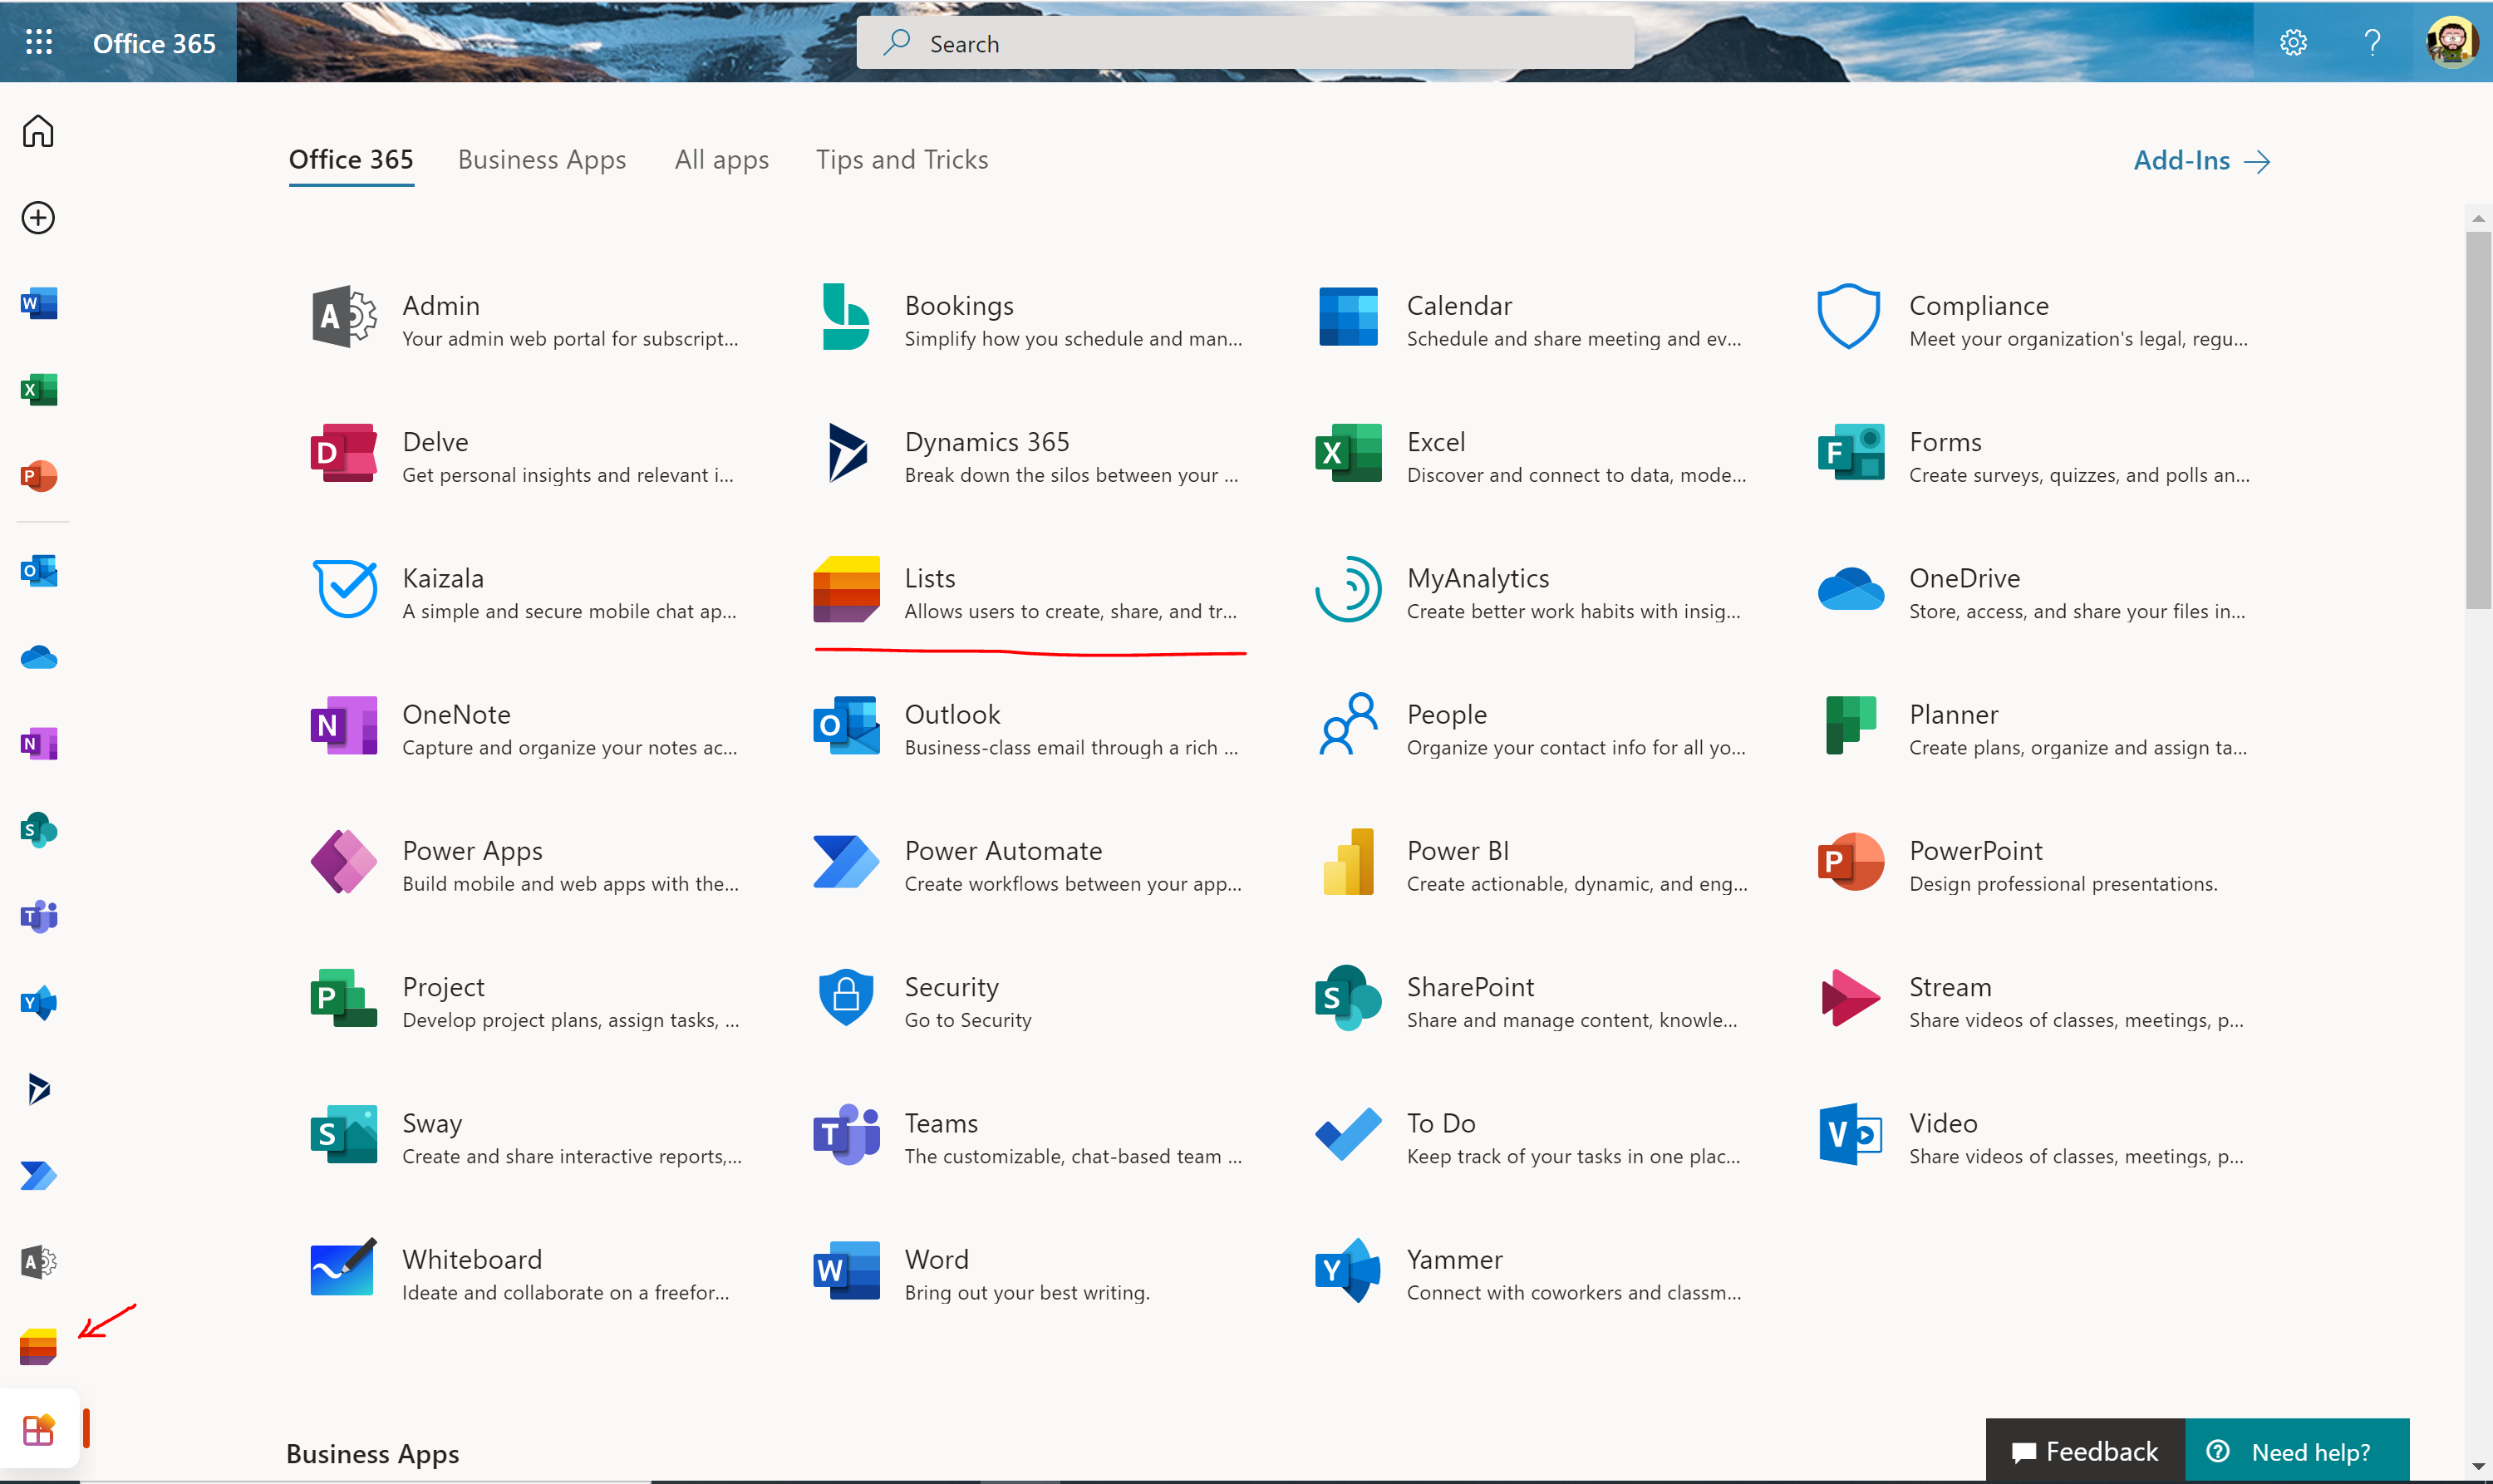 Office 365
Search
Office 365 Business Apps All apps Tips and Tricks Add-Ins
Admin
Your admin web portal for subscript...
Bookings
Simplify how you schedule and man...
Calendar
Schedule and share meeting and ev...
Compliance
Meet your organization's legal, regu...
Delve
Get personal insights and relevant i...
Dynamics 365
Break down the silos between your ...
Excel
Discover and connect to data, mode...
Forms
Create surveys, quizzes, and polls an...
Kaizala
A simple and secure mobile chat ap...
Lists
Allows users to create, share, and tr...
MyAnalytics
Create better work habits with insig...
OneDrive
Store, access, and share your files in...
OneNote
Capture and organize your notes ac...
Outlook
Business-class email through a rich ...
People
Organize your contact info for all yo...
Planner
Create plans, organize and assign ta...
Power Apps
Build mobile and web apps with the...
Power Automate
Create workflows between your app...
Power BI
Create actionable, dynamic, and eng...
PowerPoint
Design professional presentations.
Project
Develop project plans, assign tasks, ...
Security
Go to Security
SharePoint
Share and manage content, knowle...
Stream
Share videos of classes, meetings, p...
Sway
Create and share interactive reports,...
Teams
The customizable, chat-based team ...
To Do
Keep track of your tasks in one plac...
Video
Share videos of classes, meetings, p...
Whiteboard
Ideate and collaborate on a freefor...
Word
Bring out your best writing.
Yammer
Connect with coworkers and classm...
Business Apps
Feedback
Need help?